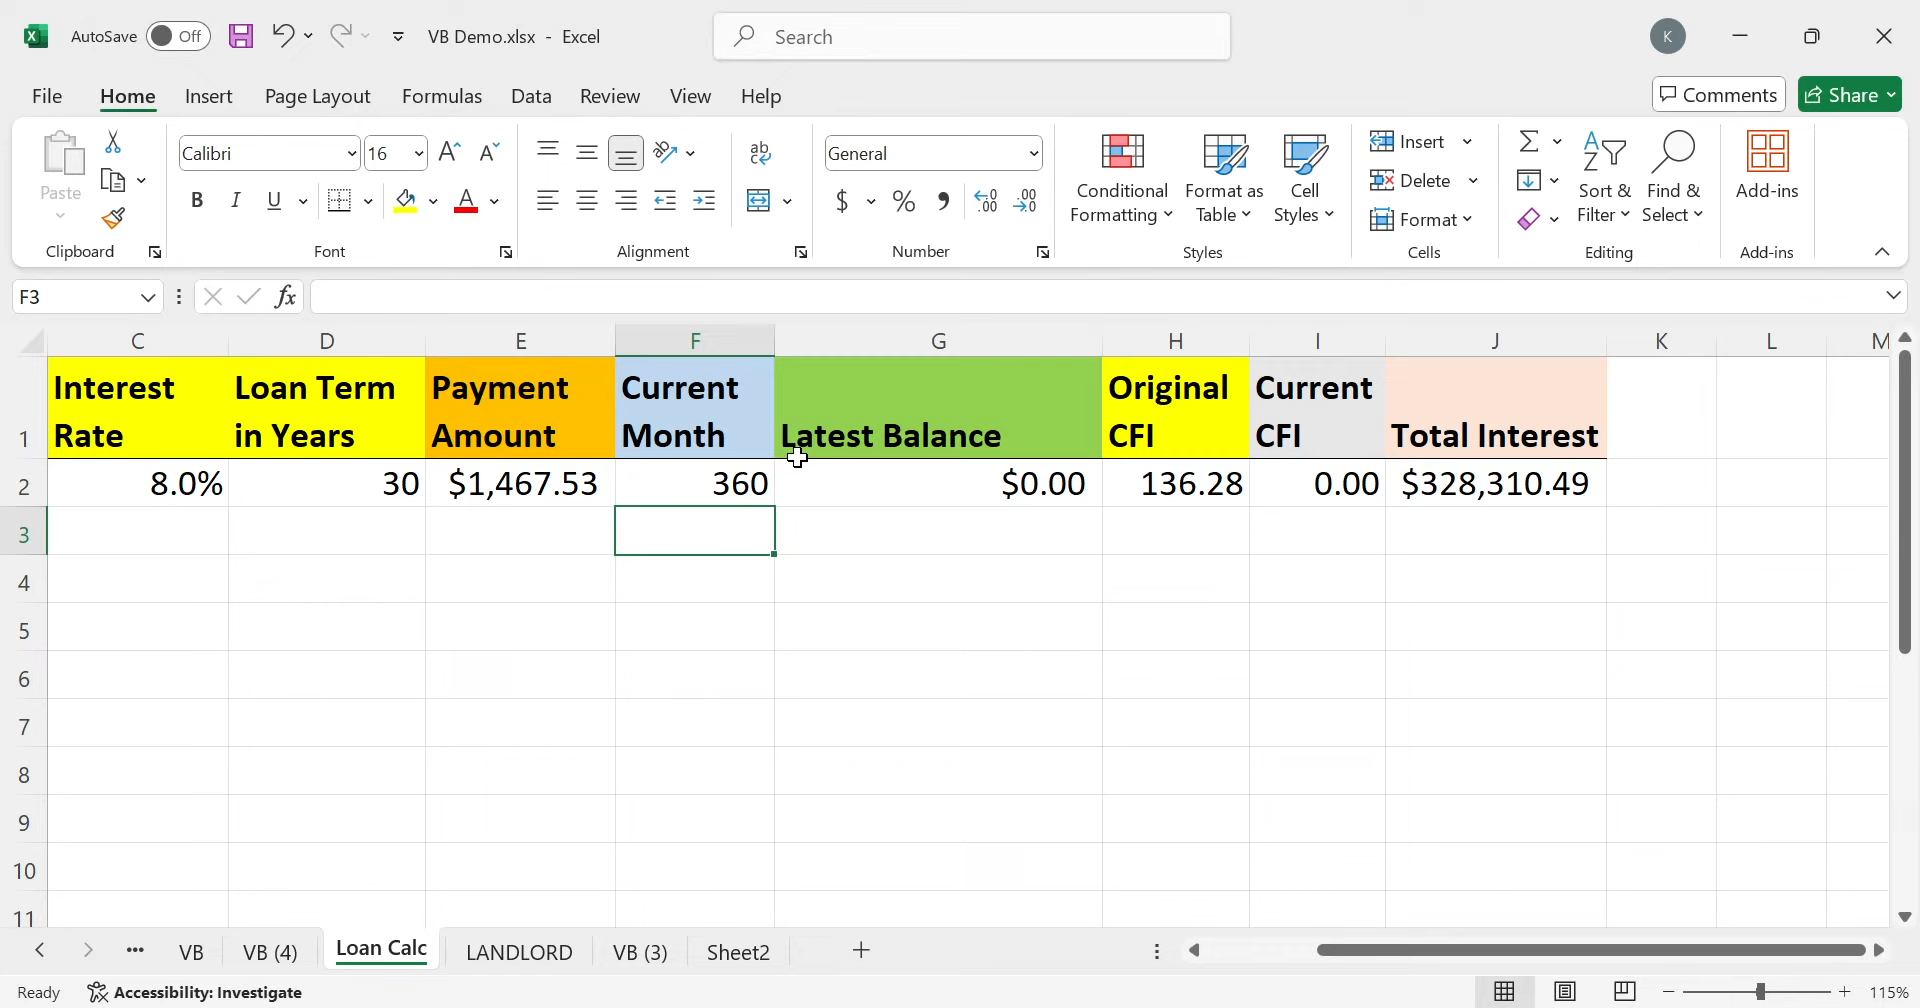 AutoSave Off VB Demo.xlsx - Excel Search K
File Home Insert Page Layout Formulas Data Review View Help Comments Share
Paste Calibri 16 ab General Conditional Formatting Format as Table Cell Styles Insert Delete Format Sort & Filter Find & Select Add-ins
Clipboard Font Alignment Number Styles Cells Editing Add-ins
F3 fx
C D E F G H I J K L M
1 Interest Rate Loan Term in Years Payment Amount Current Month Latest Balance Original CFI Current CFI Total Interest
2 8.0% 30 $1,467.53 360 $0.00 136.28 0.00 $328,310.49
3
4
5
6
7
8
9
10
11
VB VB (4) Loan Calc LANDLORD VB (3) Sheet2
Ready Accessibility: Investigate 115%